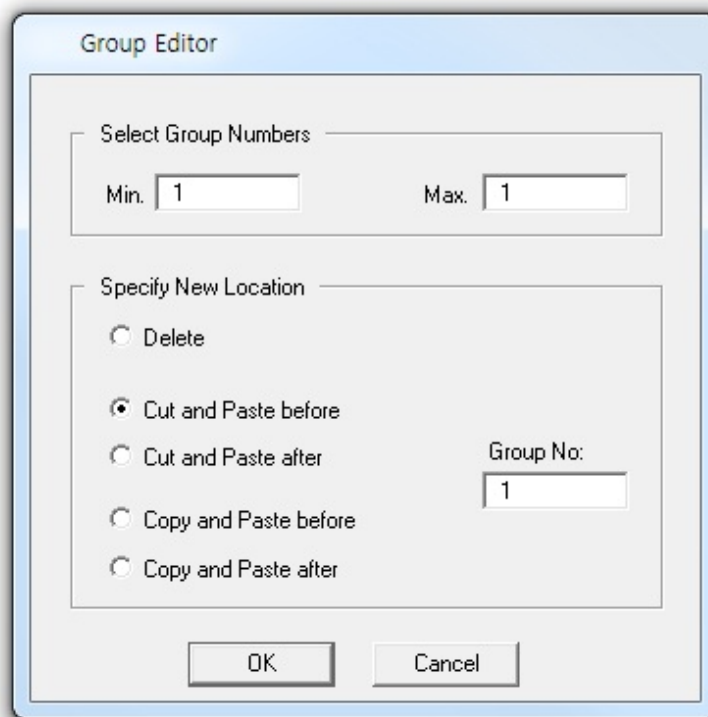 Group Editor
Select Group Numbers
Min. 1 Max. 1
Specify New Location
Delete
Cut and Paste before
Cut and Paste after
Group No:
1
Copy and Paste before
Copy and Paste after
OK Cancel